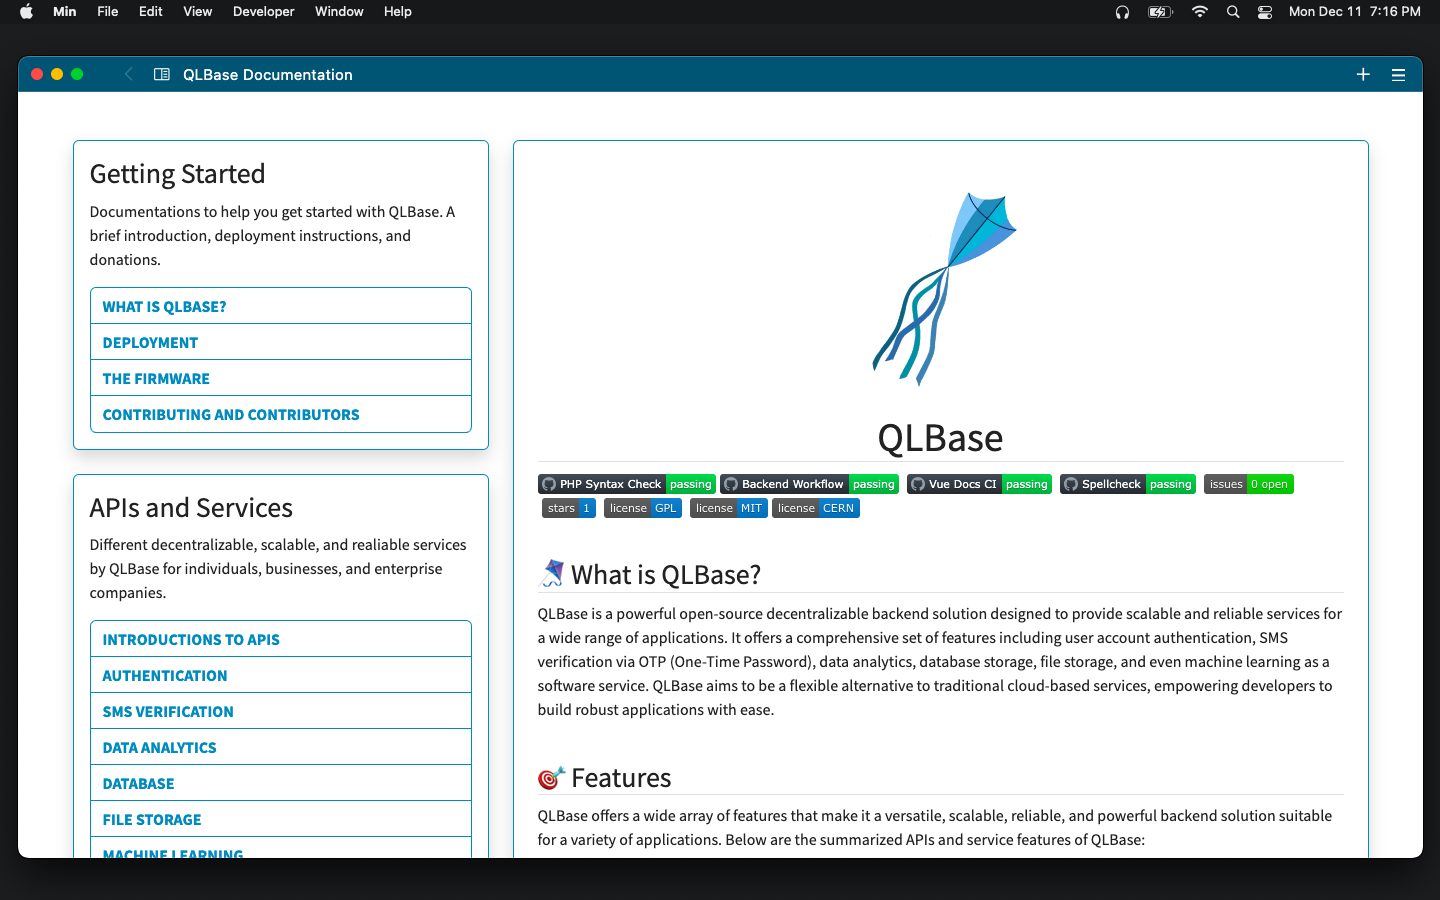 Min File Edit View Developer Window Help Mon Dec 11 7:16 PM
QLBase Documentation
Getting Started
Documentations to help you get started with QLBase. A
brief introduction, deployment instructions, and
donations.
WHAT IS QLBASE?
DEPLOYMENT
THE FIRMWARE
CONTRIBUTING AND CONTRIBUTORS
APIs and Services
Different decentralizable, scalable, and realiable services
by QLBase for individuals, businesses, and enterprise
companies.
INTRODUCTIONS TO APIS
AUTHENTICATION
SMS VERIFICATION
DATA ANALYTICS
DATABASE
FILE STORAGE
MACHINE LEARNING
QLBase
PHP Syntax Check passing Backend Workflow passing Vue Docs CI passing Spellcheck passing issues 0 open
stars 1 license GPL license MIT license CERN
What is QLBase?
QLBase is a powerful open-source decentralizable backend solution designed to provide scalable and reliable services for
a wide range of applications. It offers a comprehensive set of features including user account authentication, SMS
verification via OTP (One-Time Password), data analytics, database storage, file storage, and even machine learning as a
software service. QLBase aims to be a flexible alternative to traditional cloud-based services, empowering developers to
build robust applications with ease.
Features
QLBase offers a wide array of features that make it a versatile, scalable, reliable, and powerful backend solution suitable
for a variety of applications. Below are the summarized APIs and service features of QLBase: